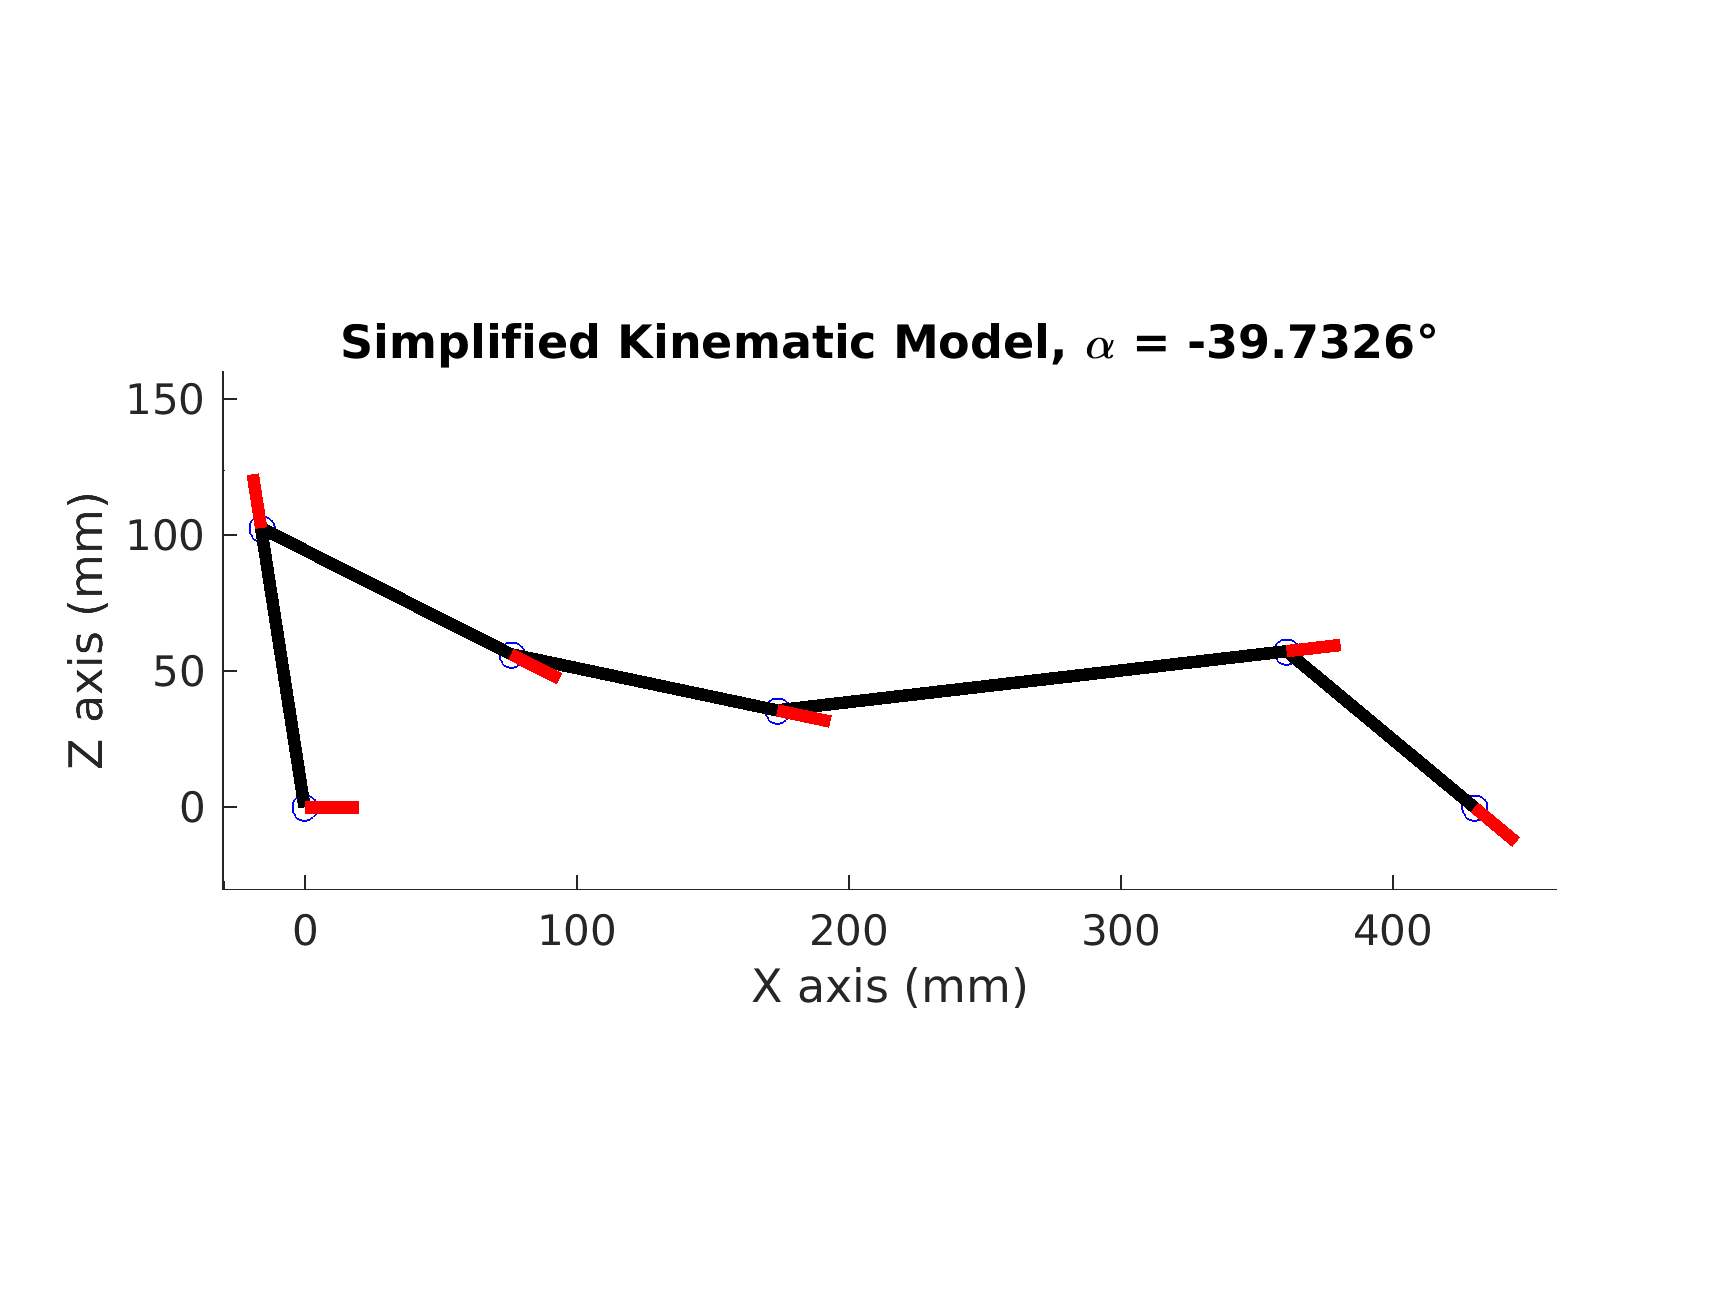 Simplified Kinematic Model, α = -39.7326°
150
100
50
0
Z axis (mm)
0 100 200 300 400
X axis (mm)